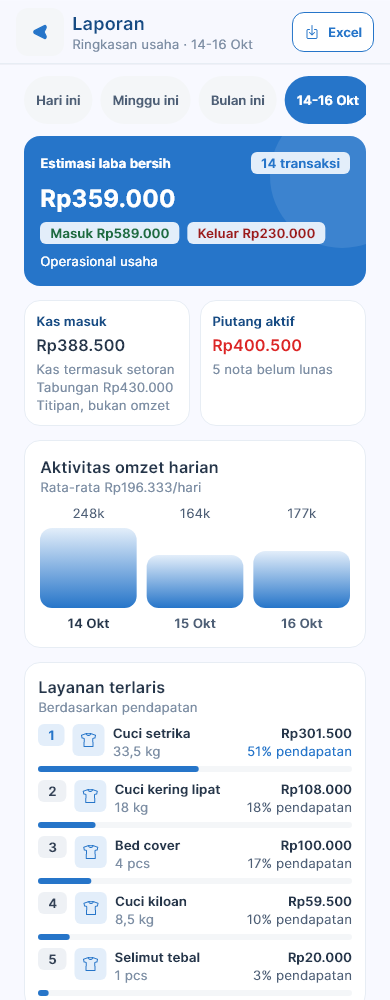 Laporan
Ringkasan usaha · 14-16 Okt
Excel
Hari ini
Minggu ini
Bulan ini
14-16 Okt
Estimasi laba bersih
14 transaksi
Rp359.000
Masuk Rp589.000
Keluar Rp230.000
Operasional usaha
Kas masuk
Rp388.500
Kas termasuk setoran
Tabungan Rp430.000
Titipan, bukan omzet
Piutang aktif
Rp400.500
5 nota belum lunas
Aktivitas omzet harian
Rata-rata Rp196.333/hari
248k
164k
177k
14 Okt
15 Okt
16 Okt
Layanan terlaris
Berdasarkan pendapatan
1
Cuci setrika
Rp301.500
33,5 kg
51% pendapatan
2
Cuci kering lipat
Rp108.000
18 kg
18% pendapatan
3
Bed cover
Rp100.000
4 pcs
17% pendapatan
4
Cuci kiloan
Rp59.500
8,5 kg
10% pendapatan
5
Selimut tebal
Rp20.000
1 pcs
3% pendapatan